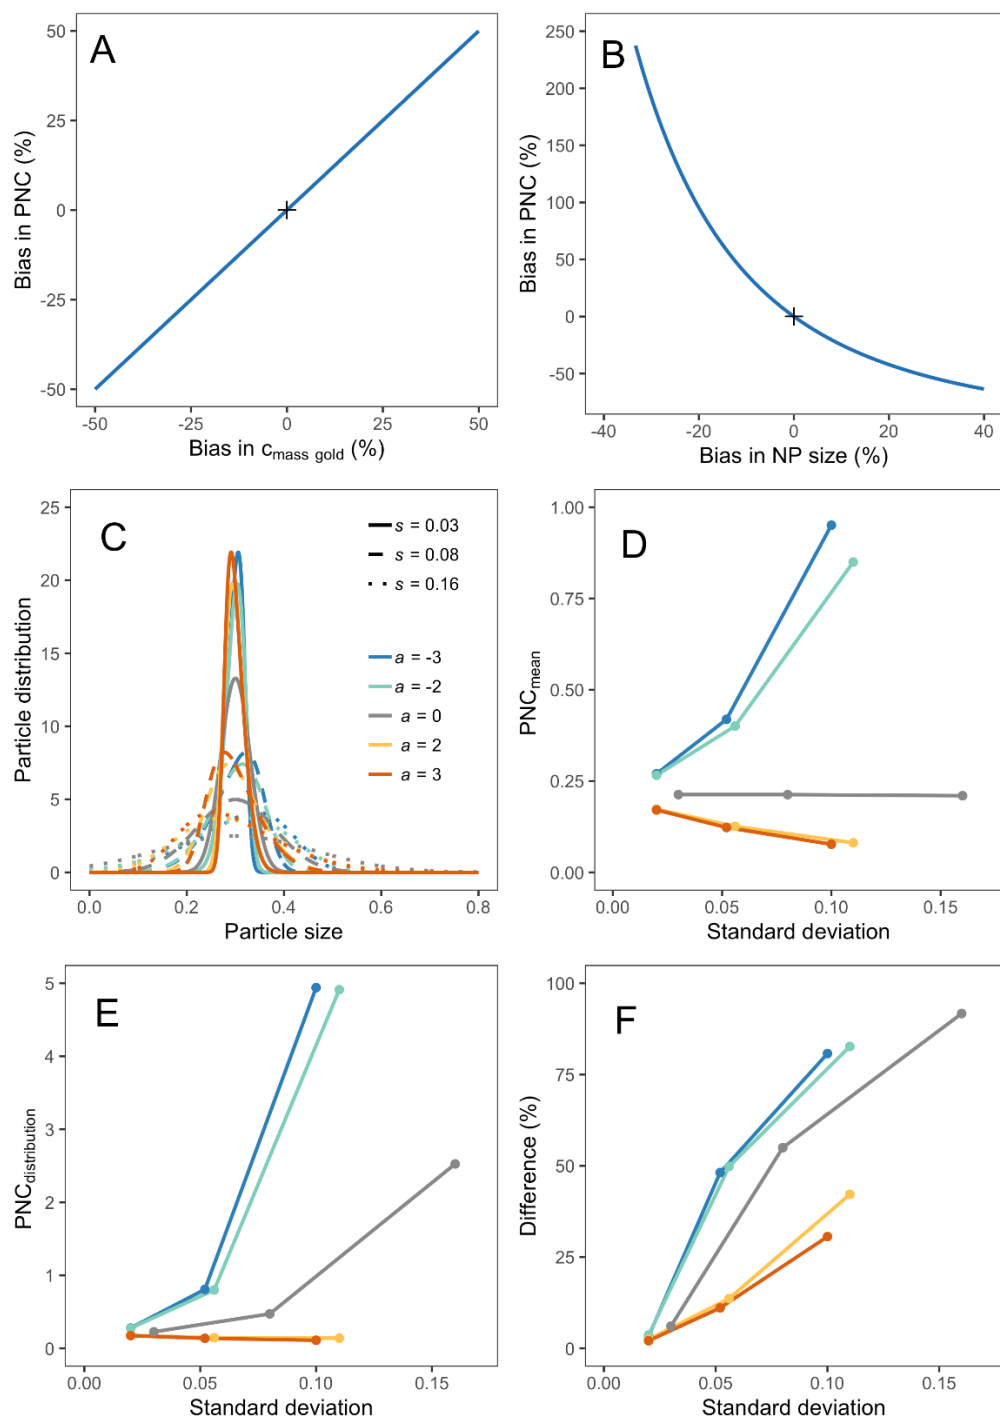 A
50
25
0
-25
-50
Bias in PNC (%)
-50 -25 0 25 50
Bias in cmass gold (%)
B
250
200
150
100
50
0
-50
Bias in PNC (%)
-40 -20 0 20 40
Bias in NP size (%)
C
25
20
15
10
5
0
Particle distribution
s = 0.03
s = 0.08
s = 0.16
a = -3
a = -2
a = 0
a = 2
a = 3
0.0 0.2 0.4 0.6 0.8
Particle size
D
1.00
0.75
0.50
0.25
0.00
PNCmean
0.00 0.05 0.10 0.15
Standard deviation
E
5
4
3
2
1
0
PNCdistribution
0.00 0.05 0.10 0.15
Standard deviation
F
100
75
50
25
0
Difference (%)
0.00 0.05 0.10 0.15
Standard deviation